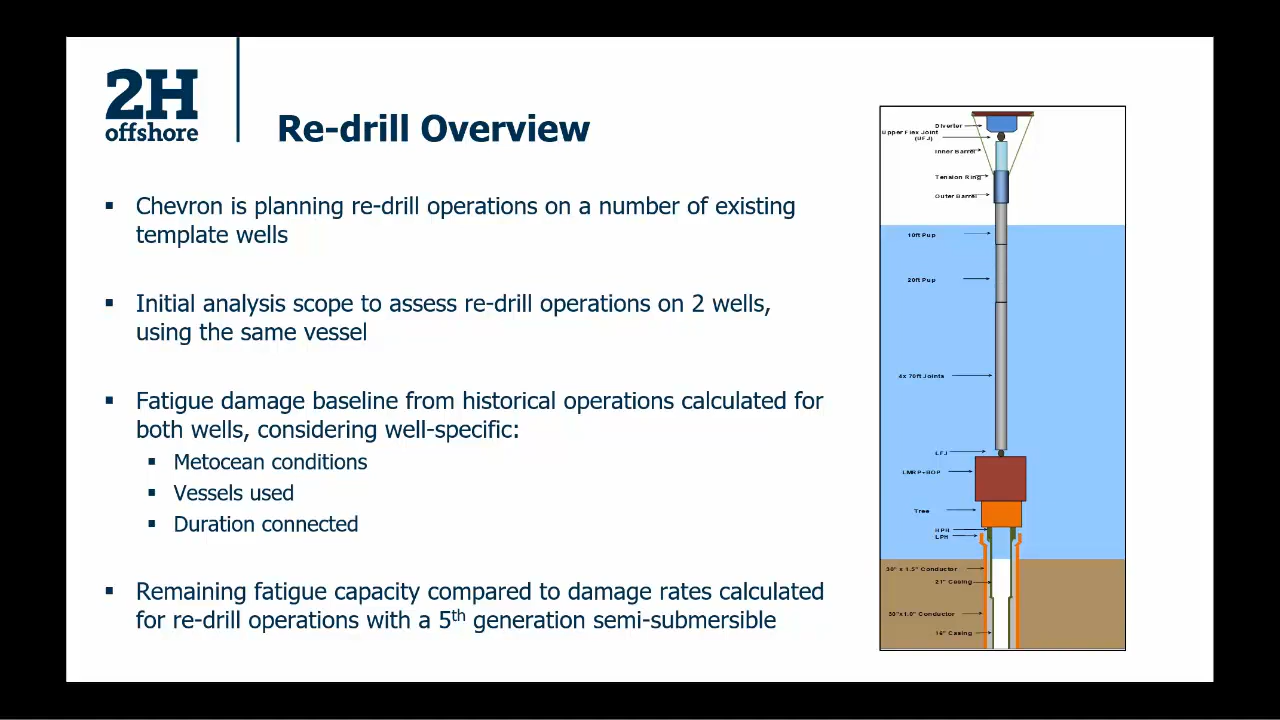 2H
offshore
Re-drill Overview
▪ Chevron is planning re-drill operations on a number of existing
template wells
▪ Initial analysis scope to assess re-drill operations on 2 wells,
using the same vessel
▪ Fatigue damage baseline from historical operations calculated for
both wells, considering well-specific:
▪ Metocean conditions
▪ Vessels used
▪ Duration connected
▪ Remaining fatigue capacity compared to damage rates calculated
for re-drill operations with a 5th generation semi-submersible
Divertor
Upper Flex Joint
(UFJ)
Inner Barrel
Tension Ring
Outer Barrel
10ft Pup
20ft Pup
4x 70ft Joints
LFJ
LMRP+BOP
Tree
HPH
LPH
30" x 1.5" Conductor
21" Casing
30"x1.0" Conductor
16" Casing